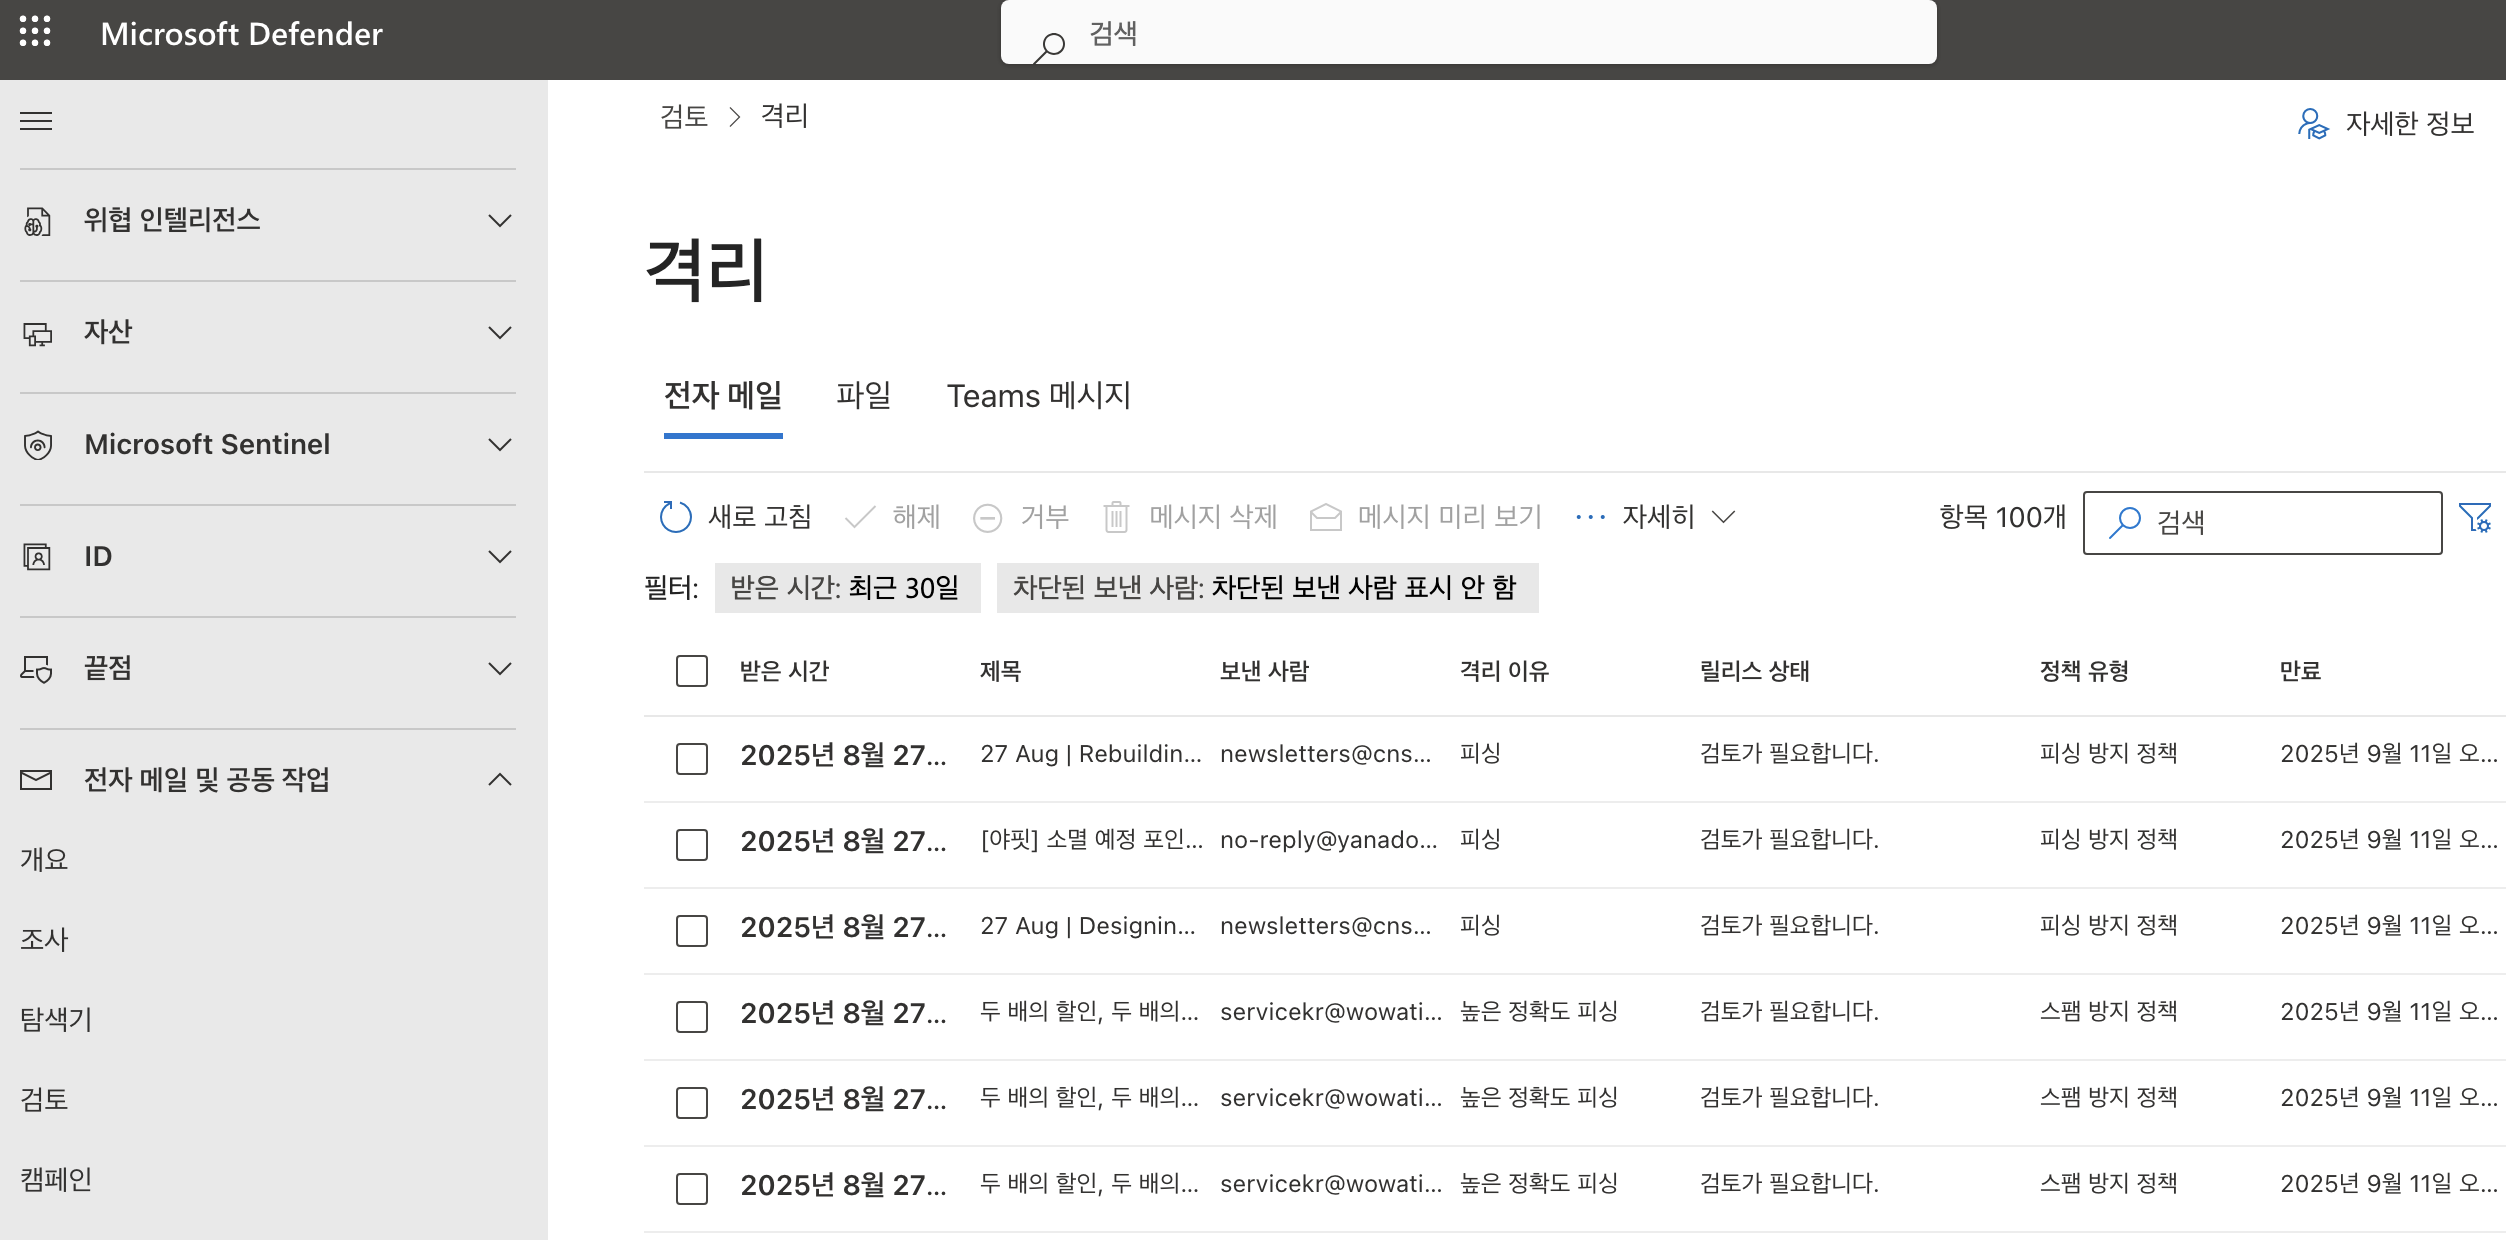 Microsoft Defender
검색
검토 > 격리
자세한 정보
위협 인텔리전스
자산
Microsoft Sentinel
ID
끝점
전자 메일 및 공동 작업
개요
조사
탐색기
검토
캠페인
격리
전자 메일 파일 Teams 메시지
새로 고침 해제 거부 메시지 삭제 메시지 미리 보기 ··· 자세히 항목 100개 검색
필터: 받은 시간: 최근 30일 차단된 보낸 사람: 차단된 보낸 사람 표시 안 함
받은 시간 제목 보낸 사람 격리 이유 릴리스 상태 정책 유형 만료
2025년 8월 27... 27 Aug | Rebuildin... newsletters@cns... 피싱 검토가 필요합니다. 피싱 방지 정책 2025년 9월 11일 오...
2025년 8월 27... [야핏] 소멸 예정 포인... no-reply@yanado... 피싱 검토가 필요합니다. 피싱 방지 정책 2025년 9월 11일 오...
2025년 8월 27... 27 Aug | Designin... newsletters@cns... 피싱 검토가 필요합니다. 피싱 방지 정책 2025년 9월 11일 오...
2025년 8월 27... 두 배의 할인, 두 배의... servicekr@wowati... 높은 정확도 피싱 검토가 필요합니다. 스팸 방지 정책 2025년 9월 11일 오...
2025년 8월 27... 두 배의 할인, 두 배의... servicekr@wowati... 높은 정확도 피싱 검토가 필요합니다. 스팸 방지 정책 2025년 9월 11일 오...
2025년 8월 27... 두 배의 할인, 두 배의... servicekr@wowati... 높은 정확도 피싱 검토가 필요합니다. 스팸 방지 정책 2025년 9월 11일 오...